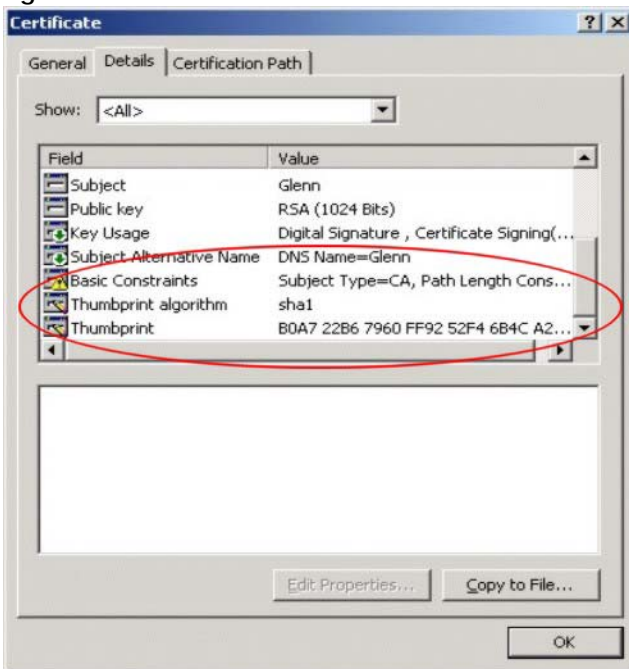 Certificate
General Details Certification Path
Show: <All>
Field Value
Subject Glenn
Public key RSA (1024 Bits)
Key Usage Digital Signature , Certificate Signing(...
Subject Alternative Name DNS Name=Glenn
Basic Constraints Subject Type=CA, Path Length Cons...
Thumbprint algorithm sha1
Thumbprint B0A7 22B6 7960 FF92 52F4 6B4C A2...
Edit Properties... Copy to File...
OK